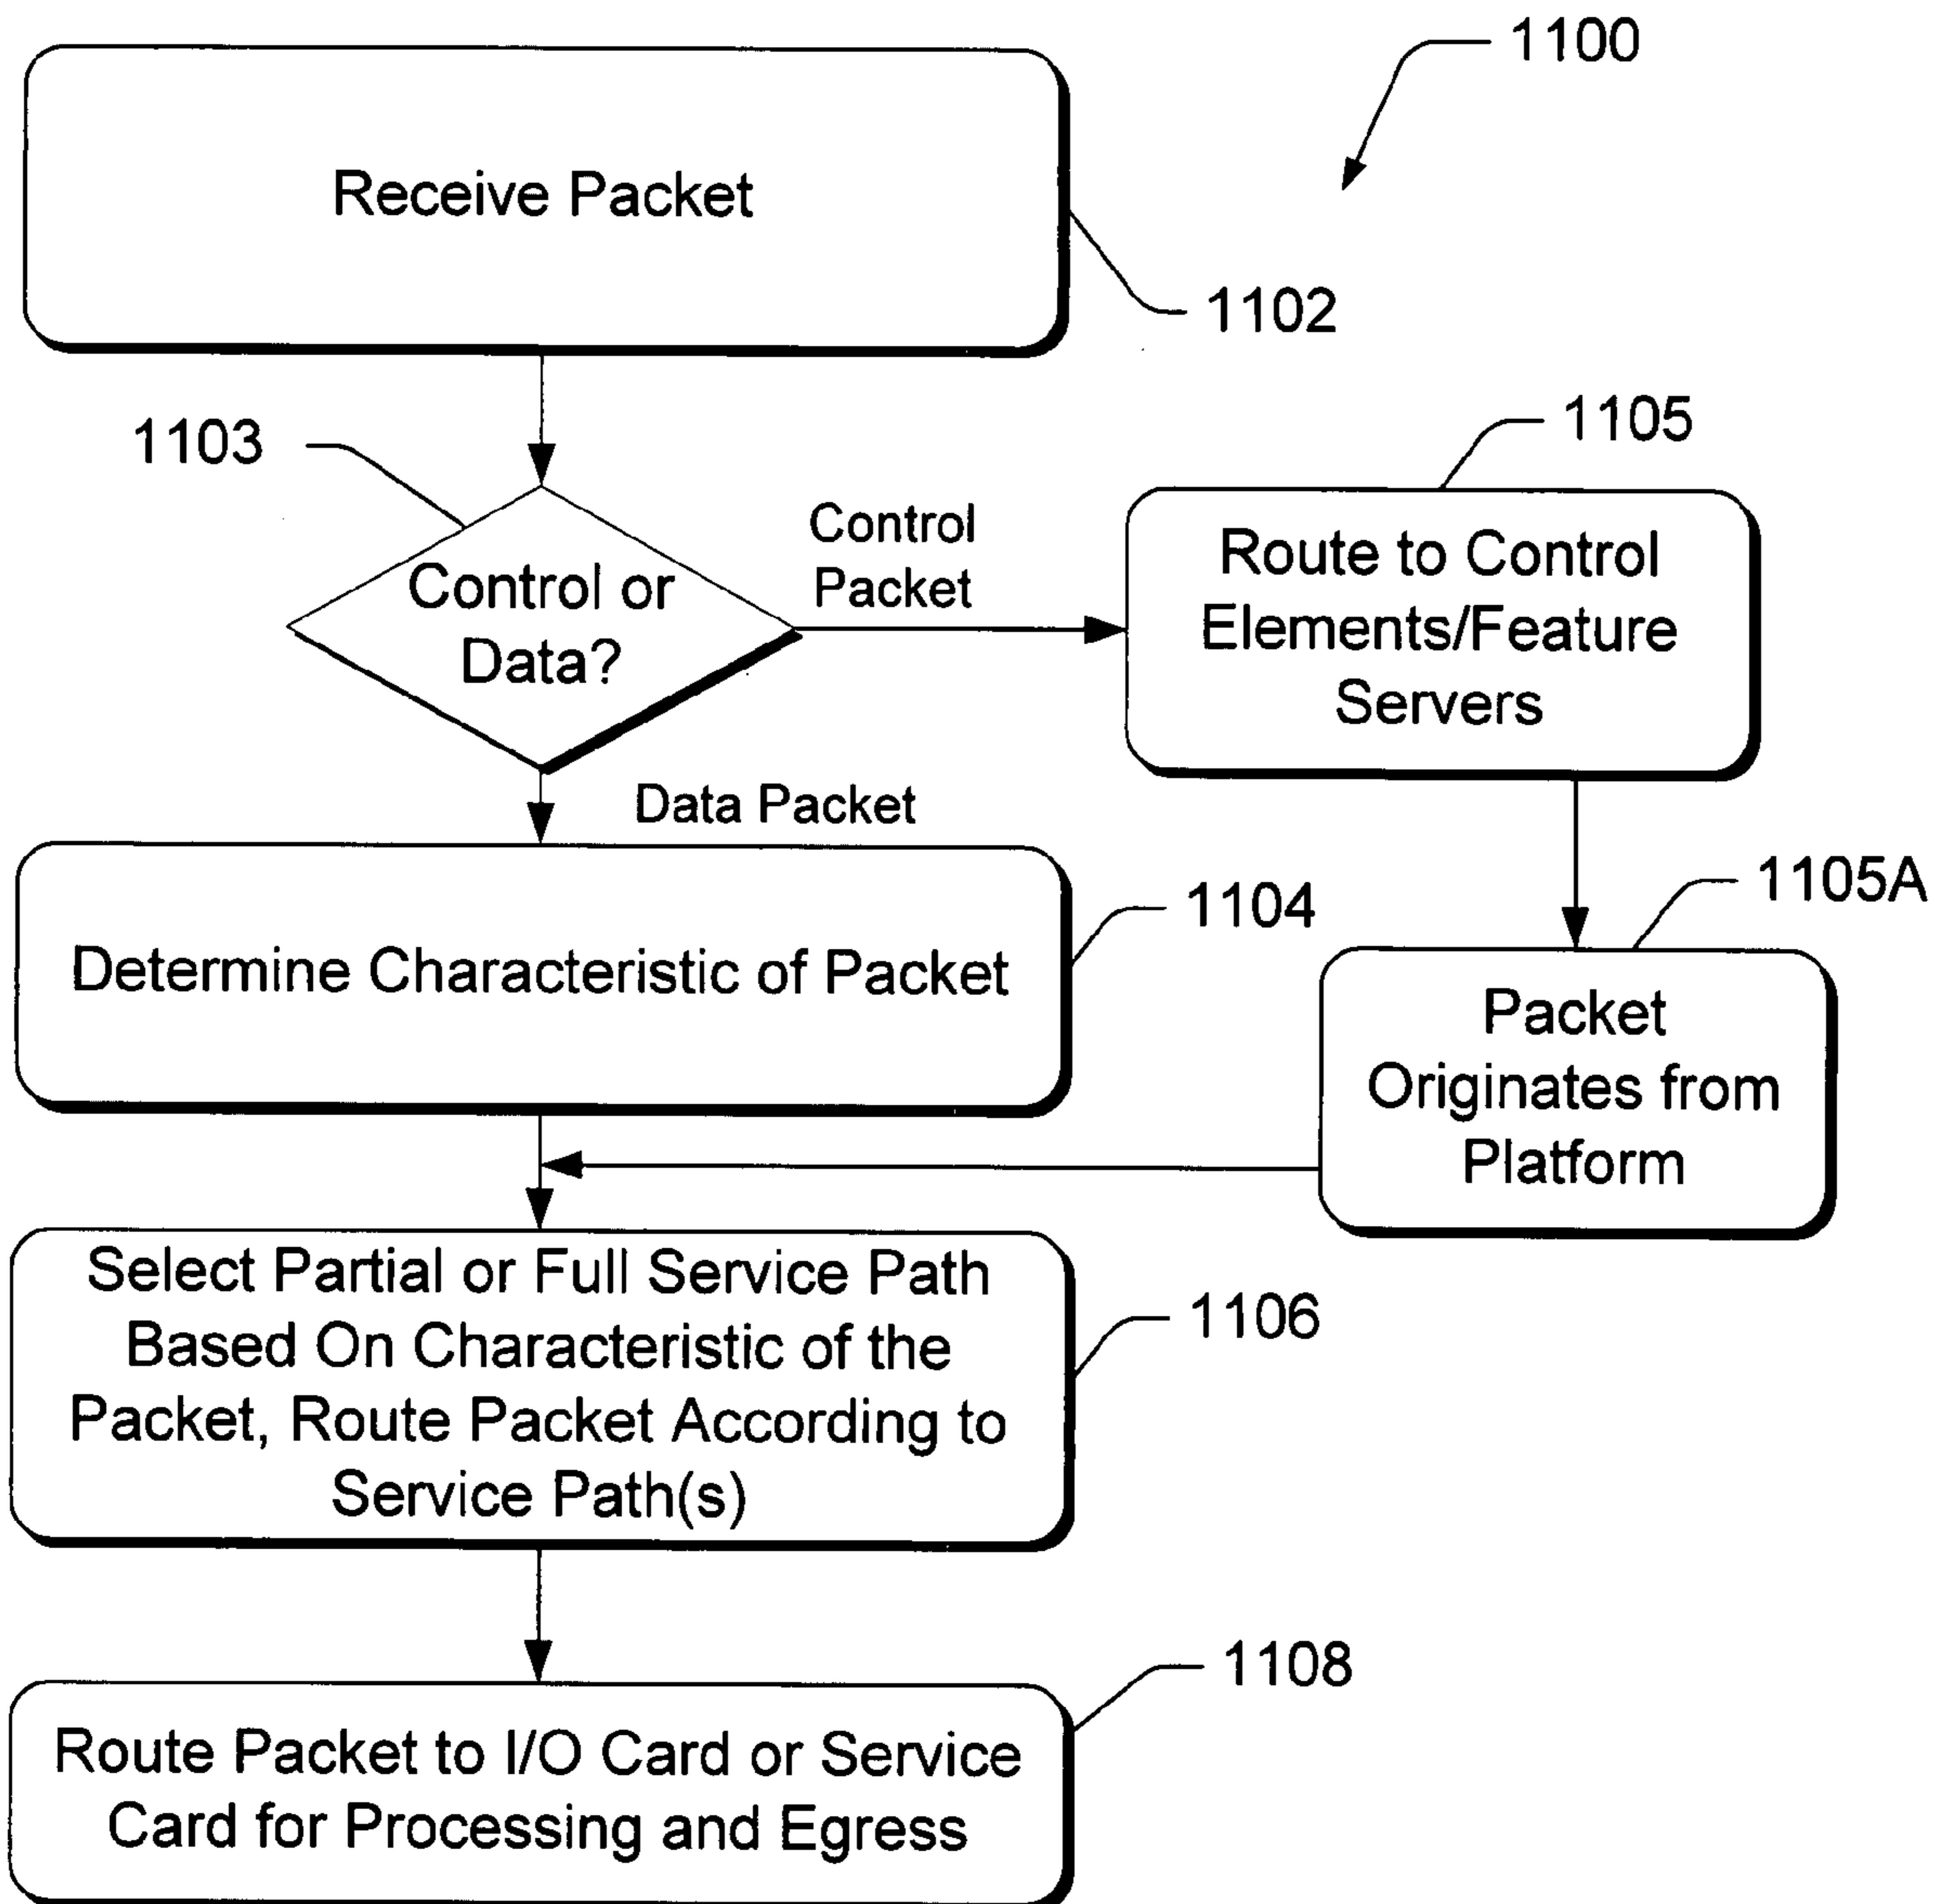 1100
Receive Packet
1102
1103
Control or
Data?
Control
Packet
1105
Route to Control
Elements/Feature
Servers
Data Packet
1105A
1104
Determine Characteristic of Packet
Packet
Originates from
Platform
Select Partial or Full Service Path
Based On Characteristic of the
Packet, Route Packet According to
Service Path(s)
1106
1108
Route Packet to I/O Card or Service
Card for Processing and Egress